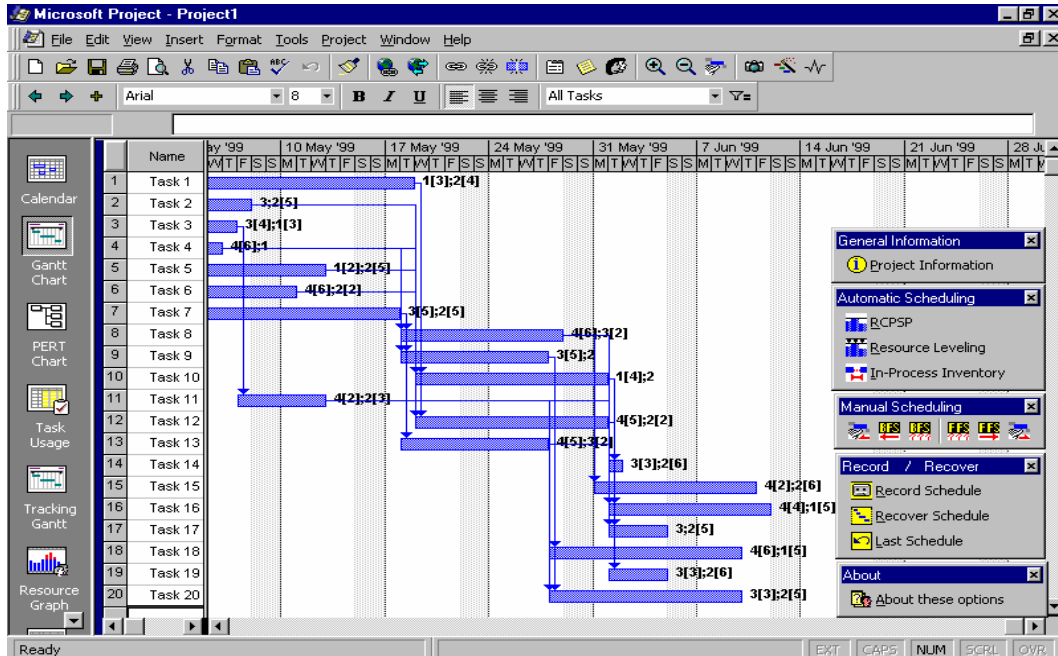 Microsoft Project - Project1
File Edit View Insert Format Tools Project Window Help
Arial 8 B I U All Tasks
Name
ay '99 10 May '99 17 May '99 24 May '99 31 May '99 7 Jun '99 14 Jun '99 21 Jun '99
W T F S S M T W T F S S M T W T F S S M T W T F S S M T W T F S S M T W T F S S M T W T F S S M T W T F S S M T
Calendar
Gantt Chart
PERT Chart
Task Usage
Tracking Gantt
Resource Graph
1 Task 1 1[3];2[4]
2 Task 2 3;2[5]
3 Task 3 3[4];1[3]
4 Task 4 4[6];1
5 Task 5 1[2];2[5]
6 Task 6 4[6];2[2]
7 Task 7 3[5];2[5]
8 Task 8 4[6];3[2]
9 Task 9 3[5];2
10 Task 10 1[4];2
11 Task 11 4[2];2[3]
12 Task 12 4[5];2[2]
13 Task 13 4[5];3[2]
14 Task 14 3[3];2[6]
15 Task 15 4[2];2[6]
16 Task 16 4[4];1[5]
17 Task 17 3;2[5]
18 Task 18 4[6];1[5]
19 Task 19 3[3];2[6]
20 Task 20 3[3];2[5]
General Information
Project Information
Automatic Scheduling
RCPSP
Resource Leveling
In-Process Inventory
Manual Scheduling
Record / Recover
Record Schedule
Recover Schedule
Last Schedule
About
About these options
Ready EXT CAPS NUM SCRL OVR